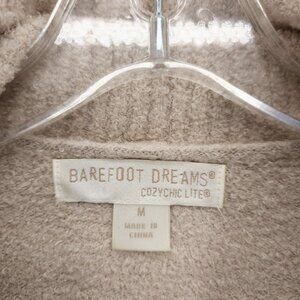 BAREFOOT DREAMS®
COZYCHIC LITE®
M
MADE IN
CHINA